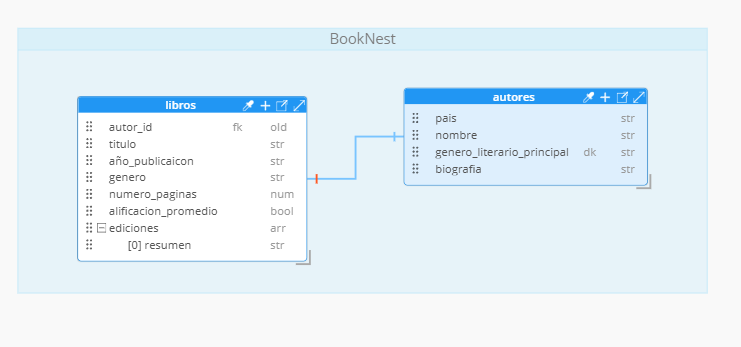 BookNest
libros
autor_id fk old
titulo str
año_publicaicon str
genero str
numero_paginas num
alificacion_promedio bool
ediciones arr
[0] resumen str
autores
pais str
nombre str
genero_literario_principal dk str
biografia str